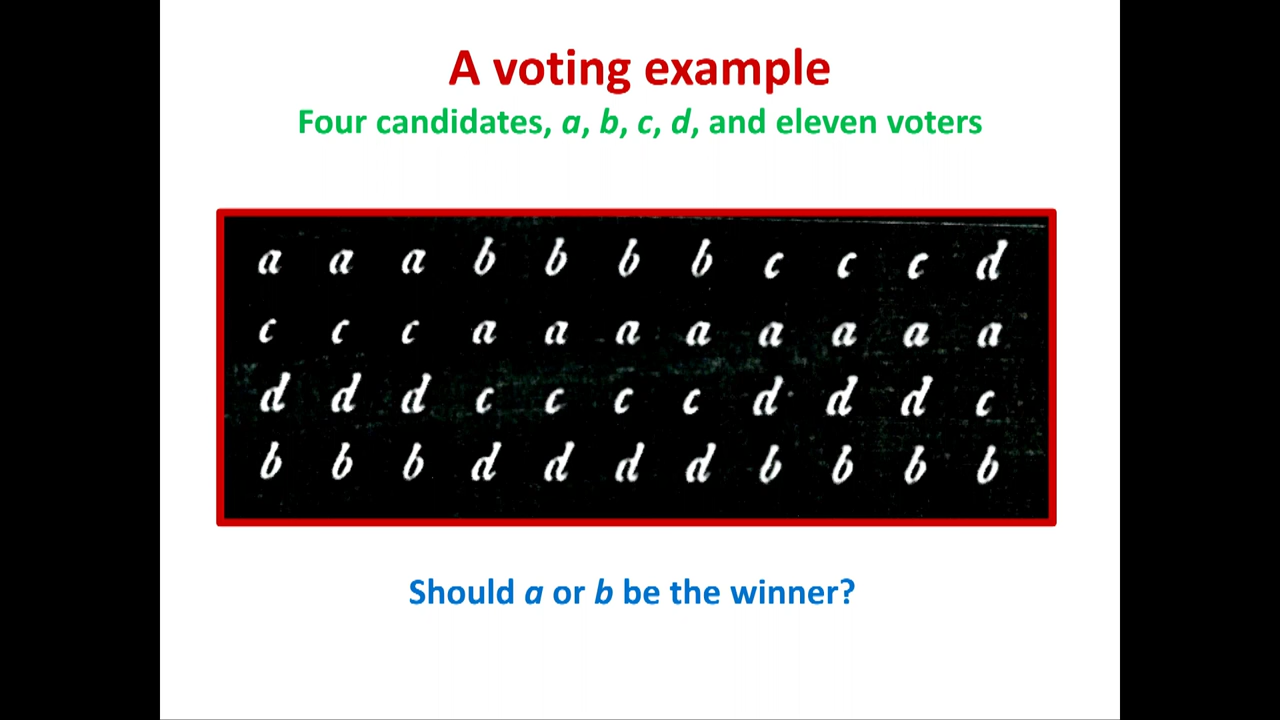 A voting example
Four candidates, a, b, c, d, and eleven voters
a a a b b b b c c c d
c c c a a a a a a a a
d d d c c c c d d d c
b b b d d d d b b b b
Should a or b be the winner?